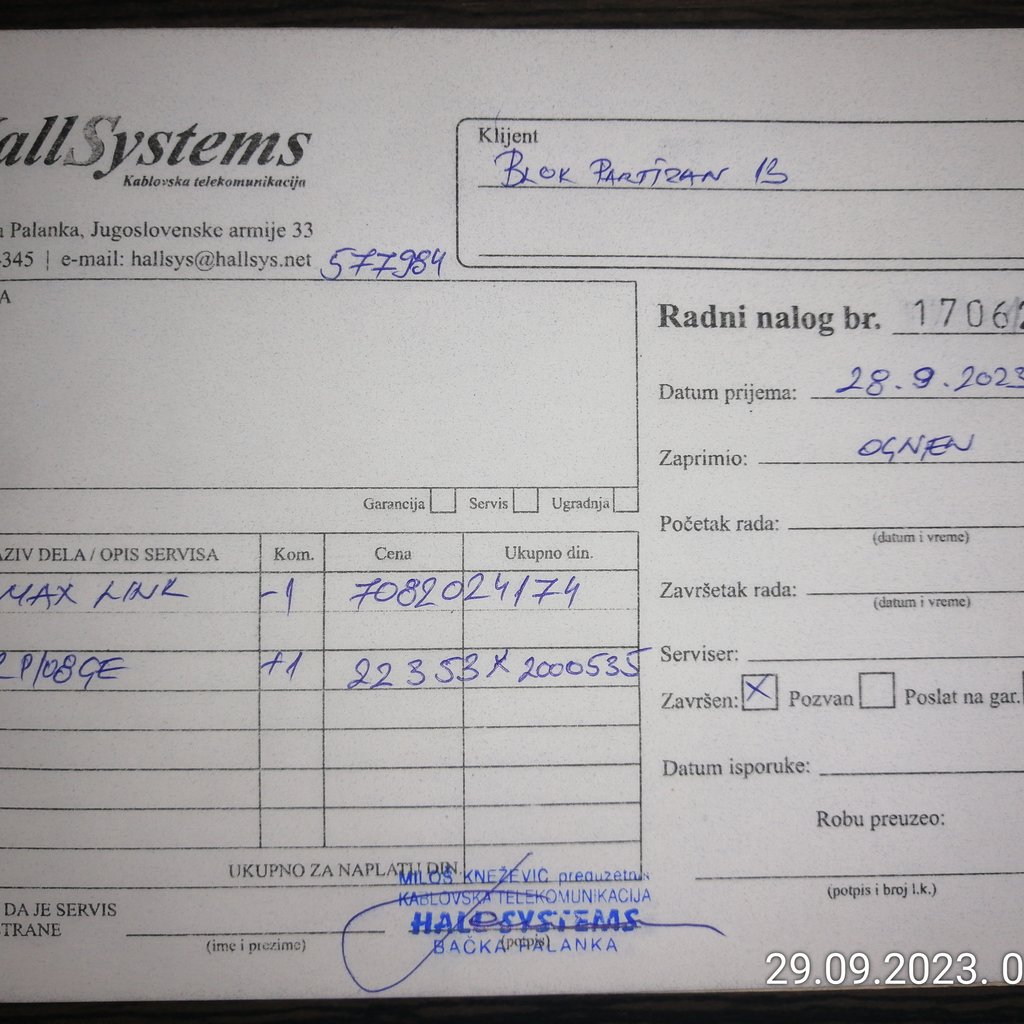 HallSystems
Kablovska telekomunikacija
Palanka, Jugoslovenske armije 33
345 | e-mail: hallsys@hallsys.net 577984
Klijent
BLOK PARTIZAN 13
A
Radni nalog br. 1706
Datum prijema: 28.9.2023
Zaprimio: OGNJEN
Garancija Servis Ugradnja
Početak rada:
(datum i vreme)
AZIV DELA / OPIS SERVISA Kom. Cena Ukupno din.
MAX LINK -1 7082024174
Završetak rada:
(datum i vreme)
P/08GE +1 22353X2000535
Serviser:
Završen: X Pozvan Poslat na gar.
Datum isporuke:
Robu preuzeo:
(potpis i broj l.k.)
UKUPNO ZA NAPLATU DIN.
MILOŠ KNEŽEVIĆ preduzetnik
KABLOVSKA TELEKOMUNIKACIJA
HALLSYSTEMS
BAČKA PALANKA
DA JE SERVIS
TRANE
(ime i prezime) (potpis)
29.09.2023. 0